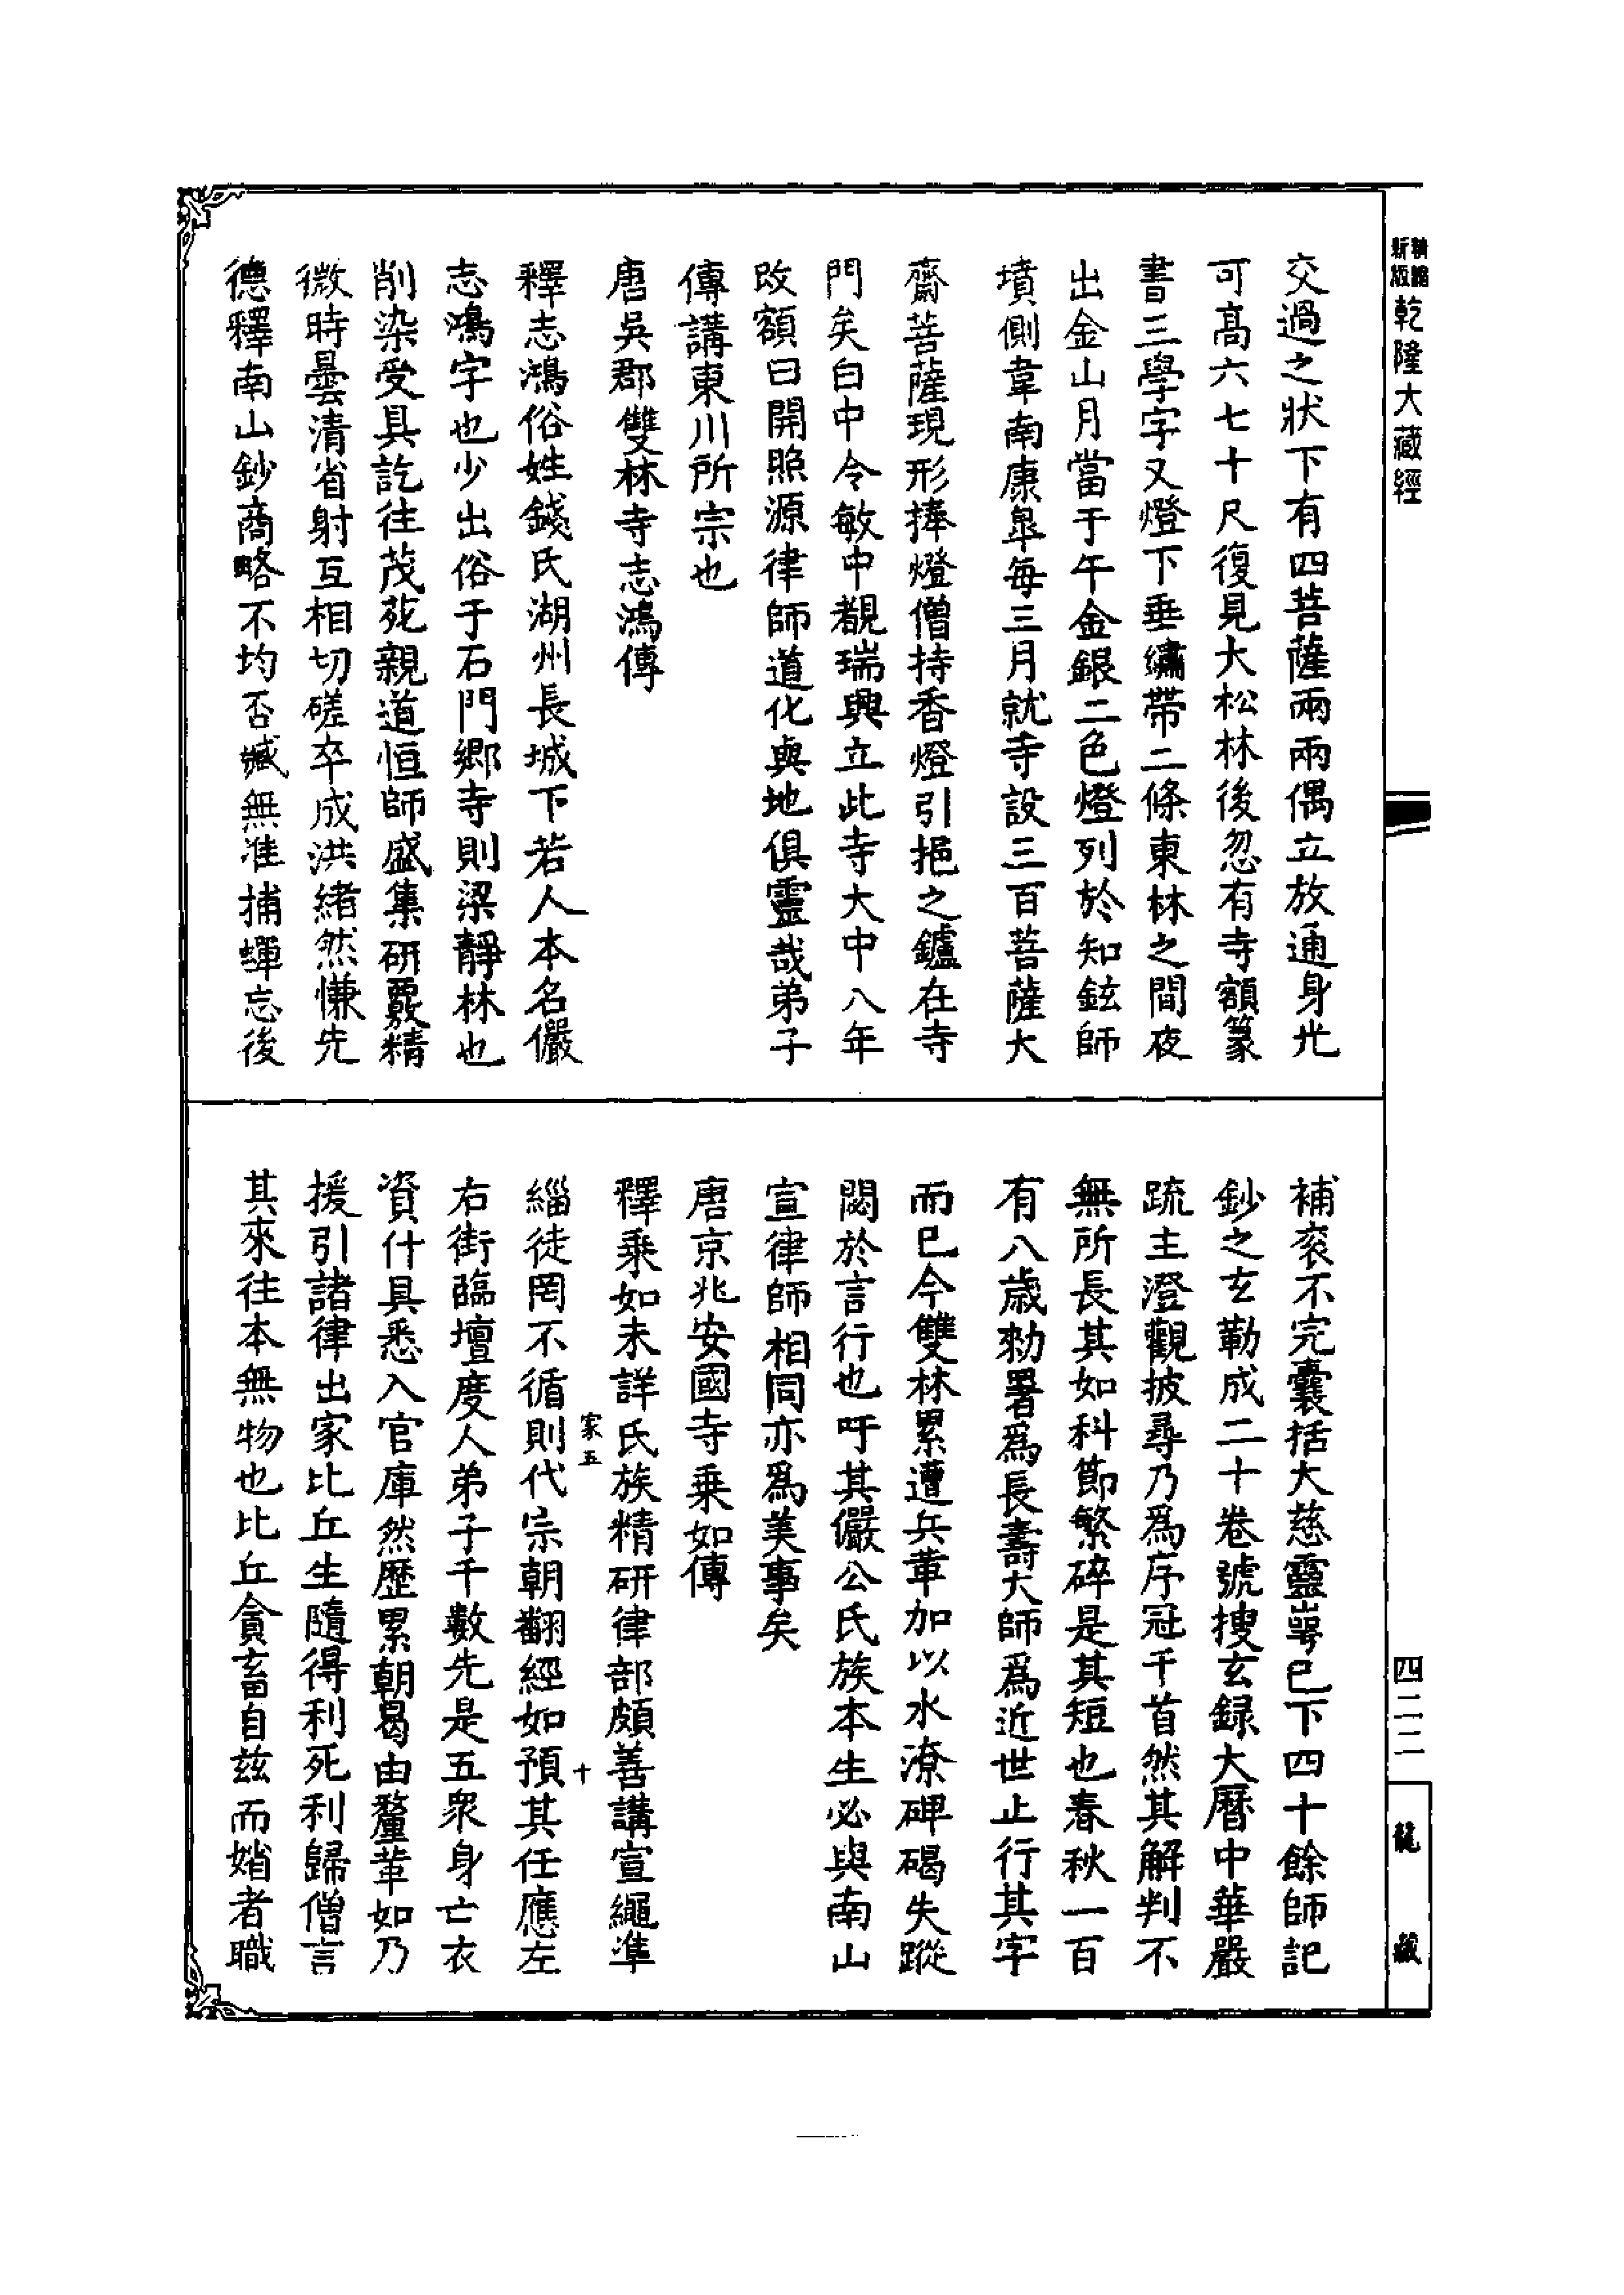 新版
精縮
乾隆大藏經
交過之狀下有四菩薩兩兩偶立放通身光
可高六七十尺復見大松林後忽有寺額篆
書三學字又燈下垂繡帶二條東林之間夜
出金山月當于午金銀二色燈列於知鉉師
墳側韋南康臯每三月就寺設三百菩薩大
齋菩薩現形捧燈僧持香燈引挹之鑪在寺
門矣白中令敏中覩瑞興立此寺大中八年
改額曰開照源律師道化與地俱靈哉弟子
傳講東川所宗也
唐吳郡雙林寺志鴻傳
釋志鴻俗姓錢氏湖州長城下若人本名儼
志鴻字也少出俗于石門鄉寺則梁靜林也
削染受具訖往茂苑親道恒師盛集研覈精
微時曇清省躬互相切磋卒成洪緒然慊先
德釋南山鈔商略不均否臧無准捕蟬忘後
補袞不完囊括大慈靈崿已下四十餘師記
鈔之玄勒成二十卷號搜玄録大曆中華嚴
疏主澄觀披尋乃爲序冠于首然其解判不
無所長其如科節繁碎是其短也春秋一百
有八歳勑署爲長壽大師爲近世止行其字
而已今雙林累遭兵革加以水潦碑碣失蹤
閟於言行也吁其儼公氏族本生必與南山
宣律師相同亦爲美事矣
唐京兆安國寺乗如傳
釋乗如未詳氏族精研律部頗善講宣繩準
家五
十
緇徒罔不循則代宗朝翻經如預其任應左
右街臨壇度人弟子千數先是五衆身亡衣
資什具悉入官庫然歷累朝曷由釐革如乃
援引諸律出家比丘生隨得利死利歸僧言
其來往本無物也比丘貪畜自茲而媘者職
四二二
龍藏